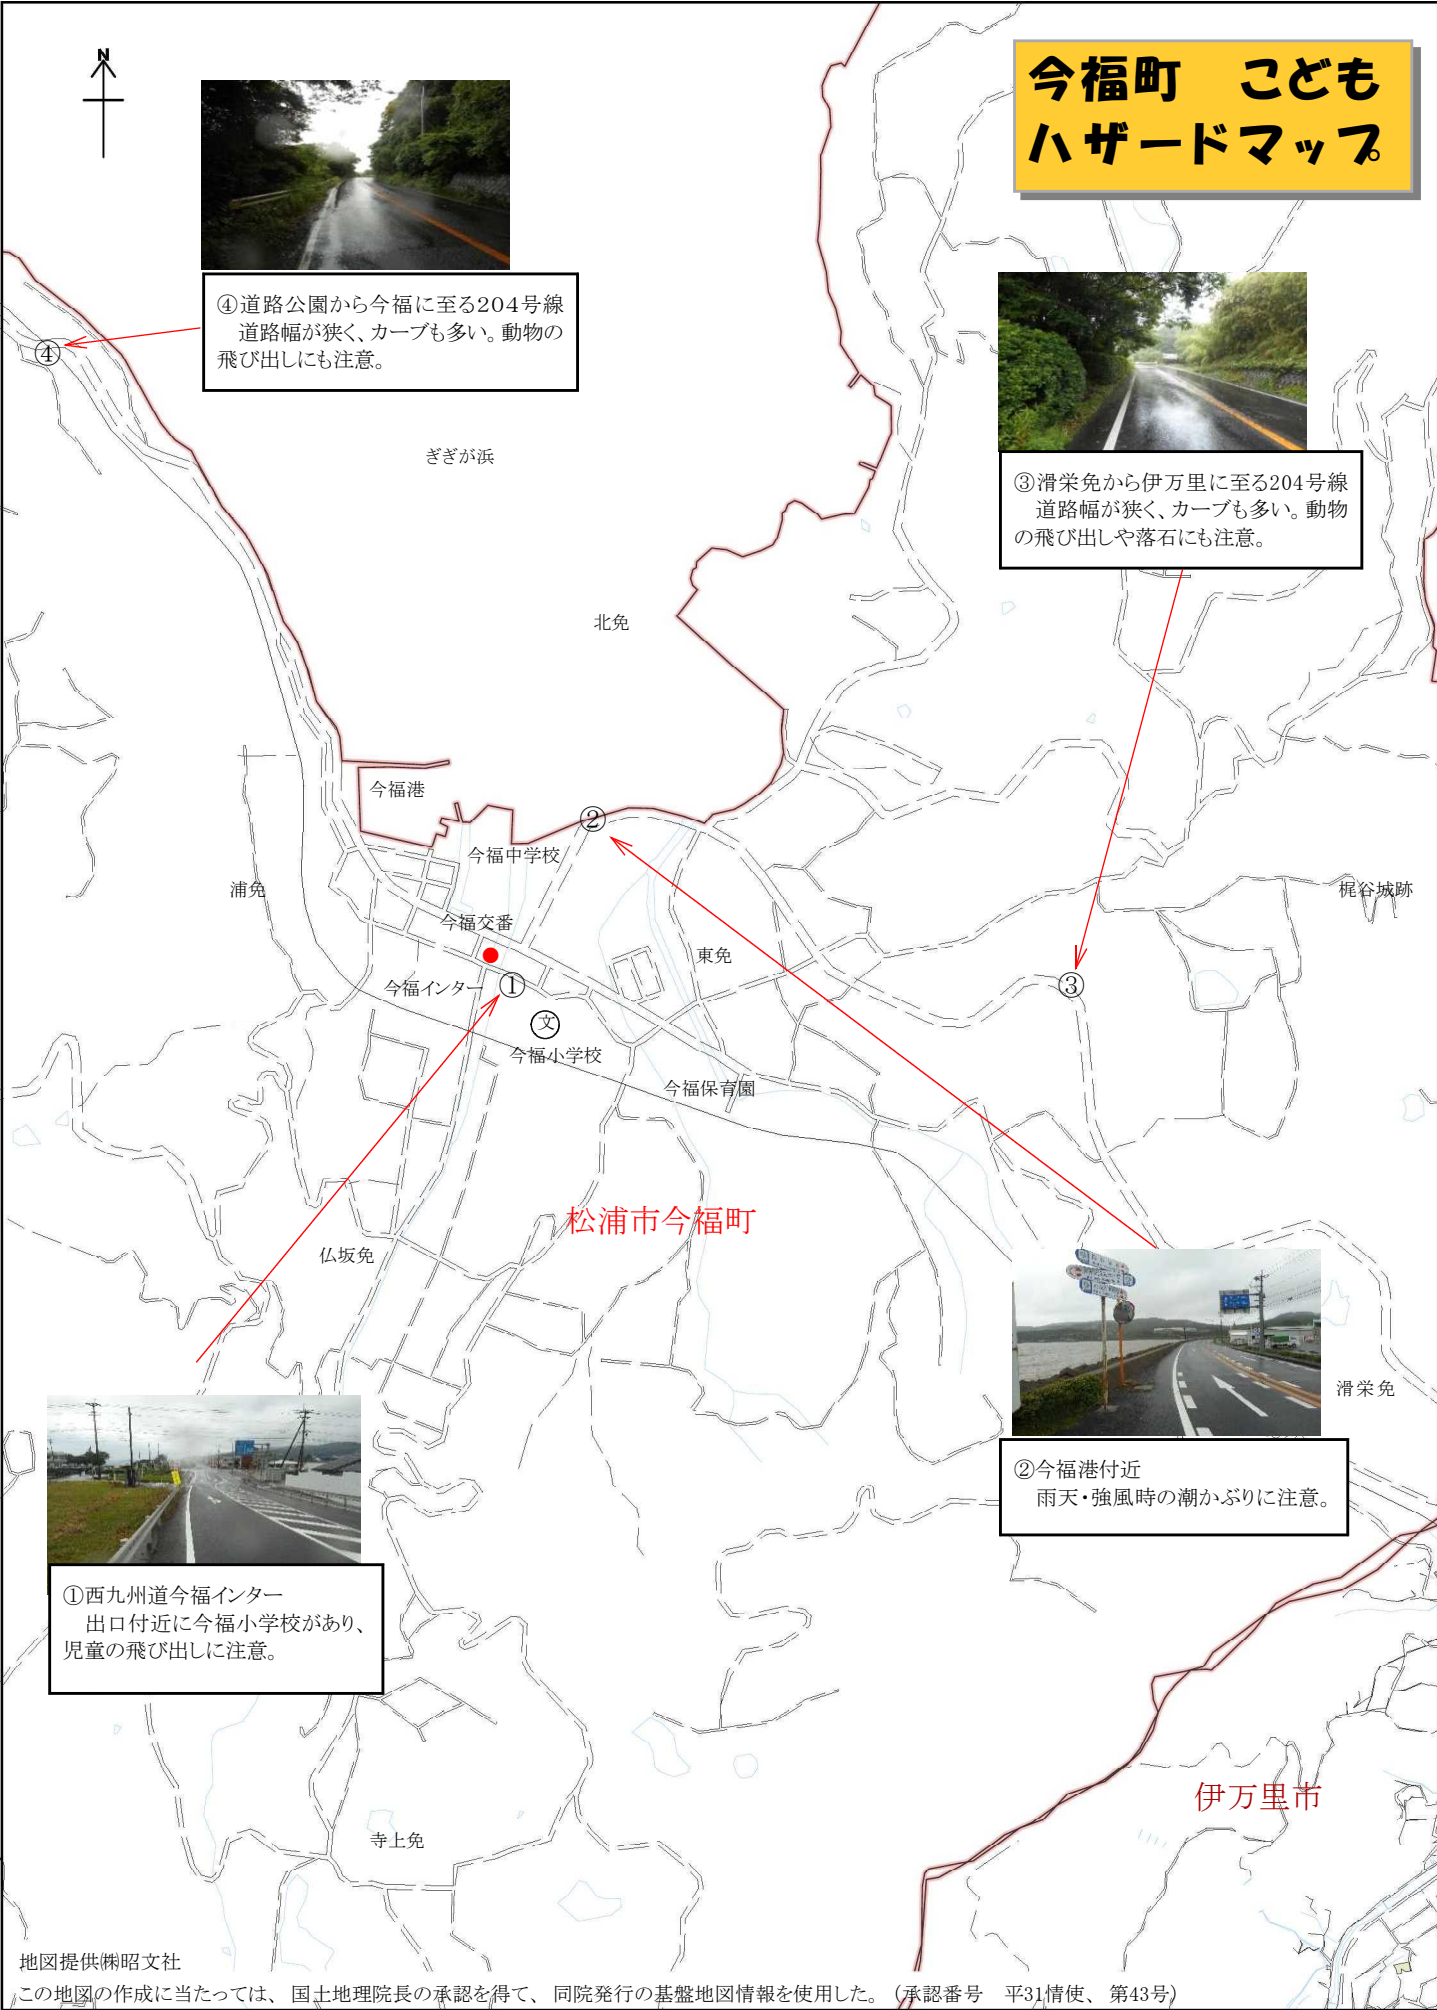 N
今福町　こども
ハザードマップ
④道路公園から今福に至る204号線
道路幅が狭く、カーブも多い。動物の
飛び出しにも注意。
④
③滑栄免から伊万里に至る204号線
道路幅が狭く、カーブも多い。動物
の飛び出しや落石にも注意。
ぎぎが浜
北免
今福港
②
今福中学校
浦免
梶谷城跡
今福交番
東免
今福インター
①
③
文
今福小学校
今福保育園
松浦市今福町
仏坂免
滑栄免
②今福港付近
雨天・強風時の潮かぶりに注意。
①西九州道今福インター
出口付近に今福小学校があり、
児童の飛び出しに注意。
伊万里市
寺上免
地図提供㈱昭文社
この地図の作成に当たっては、国土地理院長の承認を得て、同院発行の基盤地図情報を使用した。（承認番号　平31情使、第43号）